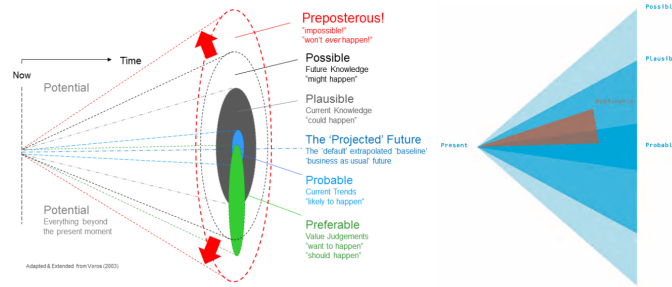 Time
Now
Potential
Potential
Everything beyond
the present moment
Adapted & Extended from Voros (2003)
Preposterous!
"impossible!"
"won't ever happen!"
Possible
Future Knowledge
"might happen"
Plausible
Current Knowledge
"could happen"
The 'Projected' Future
The 'default' extrapolated 'baseline'
'business as usual' future
Probable
Current Trends
"likely to happen"
Preferable
Value Judgements
"want to happen"
"should happen"
Present